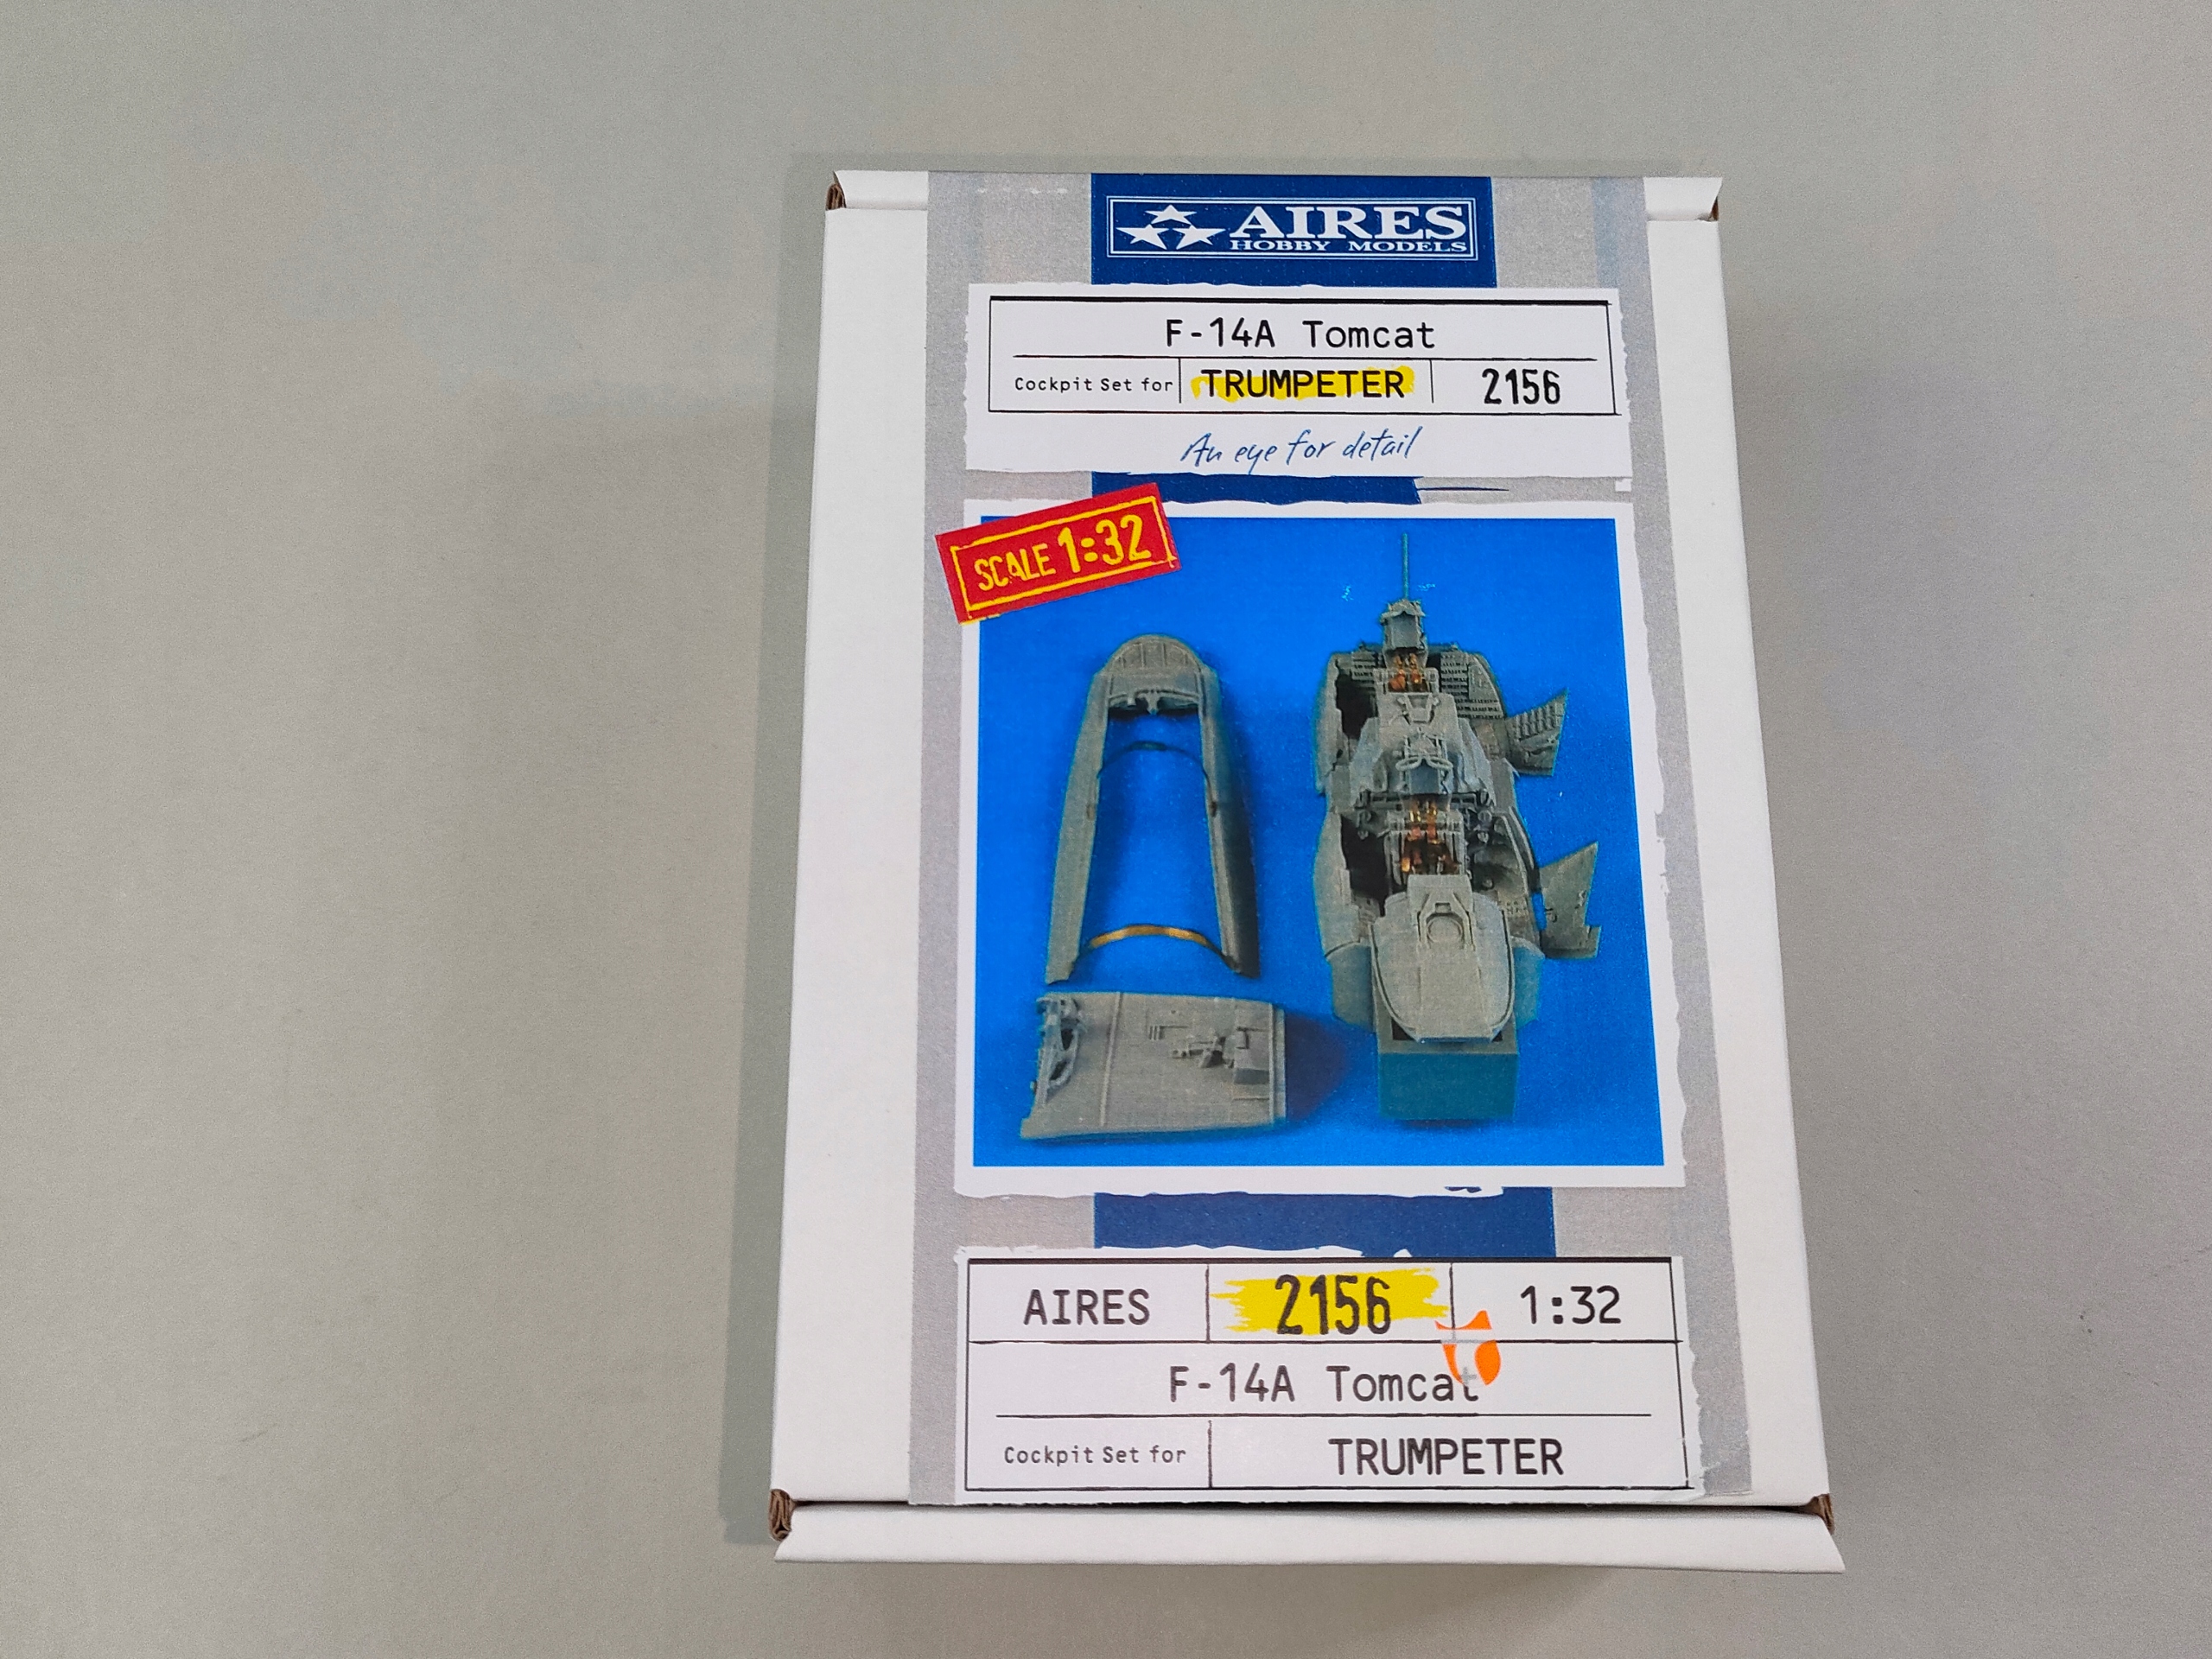 AIRES
HOBBY MODELS
F-14A Tomcat
Cockpit Set for TRUMPETER 2156
An eye for detail
SCALE 1:32
AIRES 2156 1:32
F-14A Tomcat
Cockpit Set for TRUMPETER